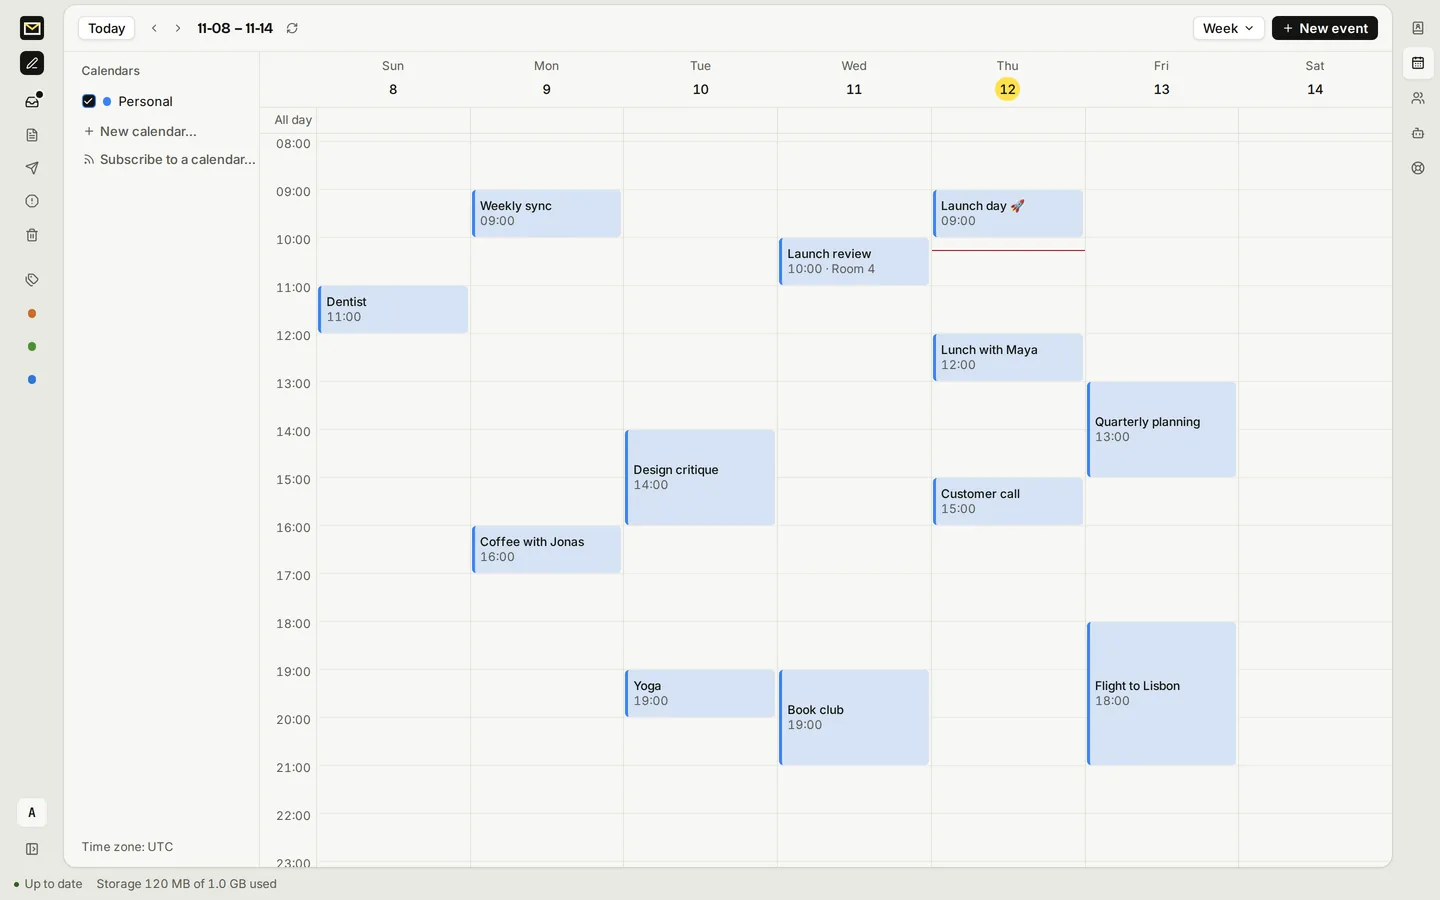 Today
11-08 – 11-14
Week
+ New event
Calendars
Personal
+ New calendar...
Subscribe to a calendar...
Time zone: UTC
Sun
8
Mon
9
Tue
10
Wed
11
Thu
12
Fri
13
Sat
14
All day
08:00
09:00
10:00
11:00
12:00
13:00
14:00
15:00
16:00
17:00
18:00
19:00
20:00
21:00
22:00
23:00
Dentist
11:00
Weekly sync
09:00
Coffee with Jonas
16:00
Design critique
14:00
Yoga
19:00
Launch review
10:00 · Room 4
Book club
19:00
Launch day 🚀
09:00
Lunch with Maya
12:00
Customer call
15:00
Quarterly planning
13:00
Flight to Lisbon
18:00
A
Up to date
Storage 120 MB of 1.0 GB used